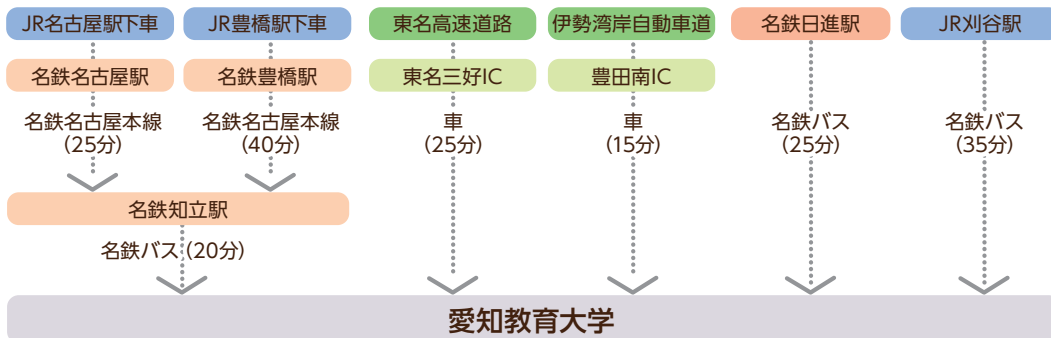 JR名古屋駅下車
JR豊橋駅下車
東名高速道路
伊勢湾岸自動車道
名鉄日進駅
JR刈谷駅
名鉄名古屋駅
名鉄豊橋駅
東名三好IC
豊田南IC
名鉄名古屋本線
(25分)
名鉄名古屋本線
(40分)
車
(25分)
車
(15分)
名鉄バス
(25分)
名鉄バス
(35分)
名鉄知立駅
名鉄バス (20分)
愛知教育大学